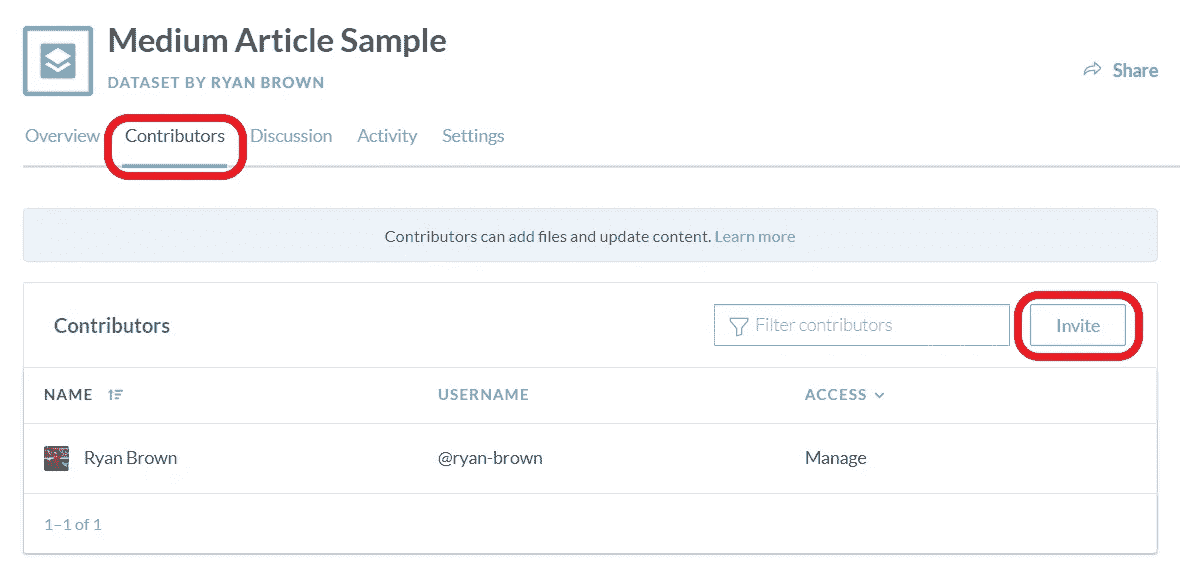 Medium Article Sample
DATASET BY RYAN BROWN
Share
Overview Contributors Discussion Activity Settings
Contributors can add files and update content. Learn more
Contributors Filter contributors Invite
NAME USERNAME ACCESS
Ryan Brown @ryan-brown Manage
1–1 of 1